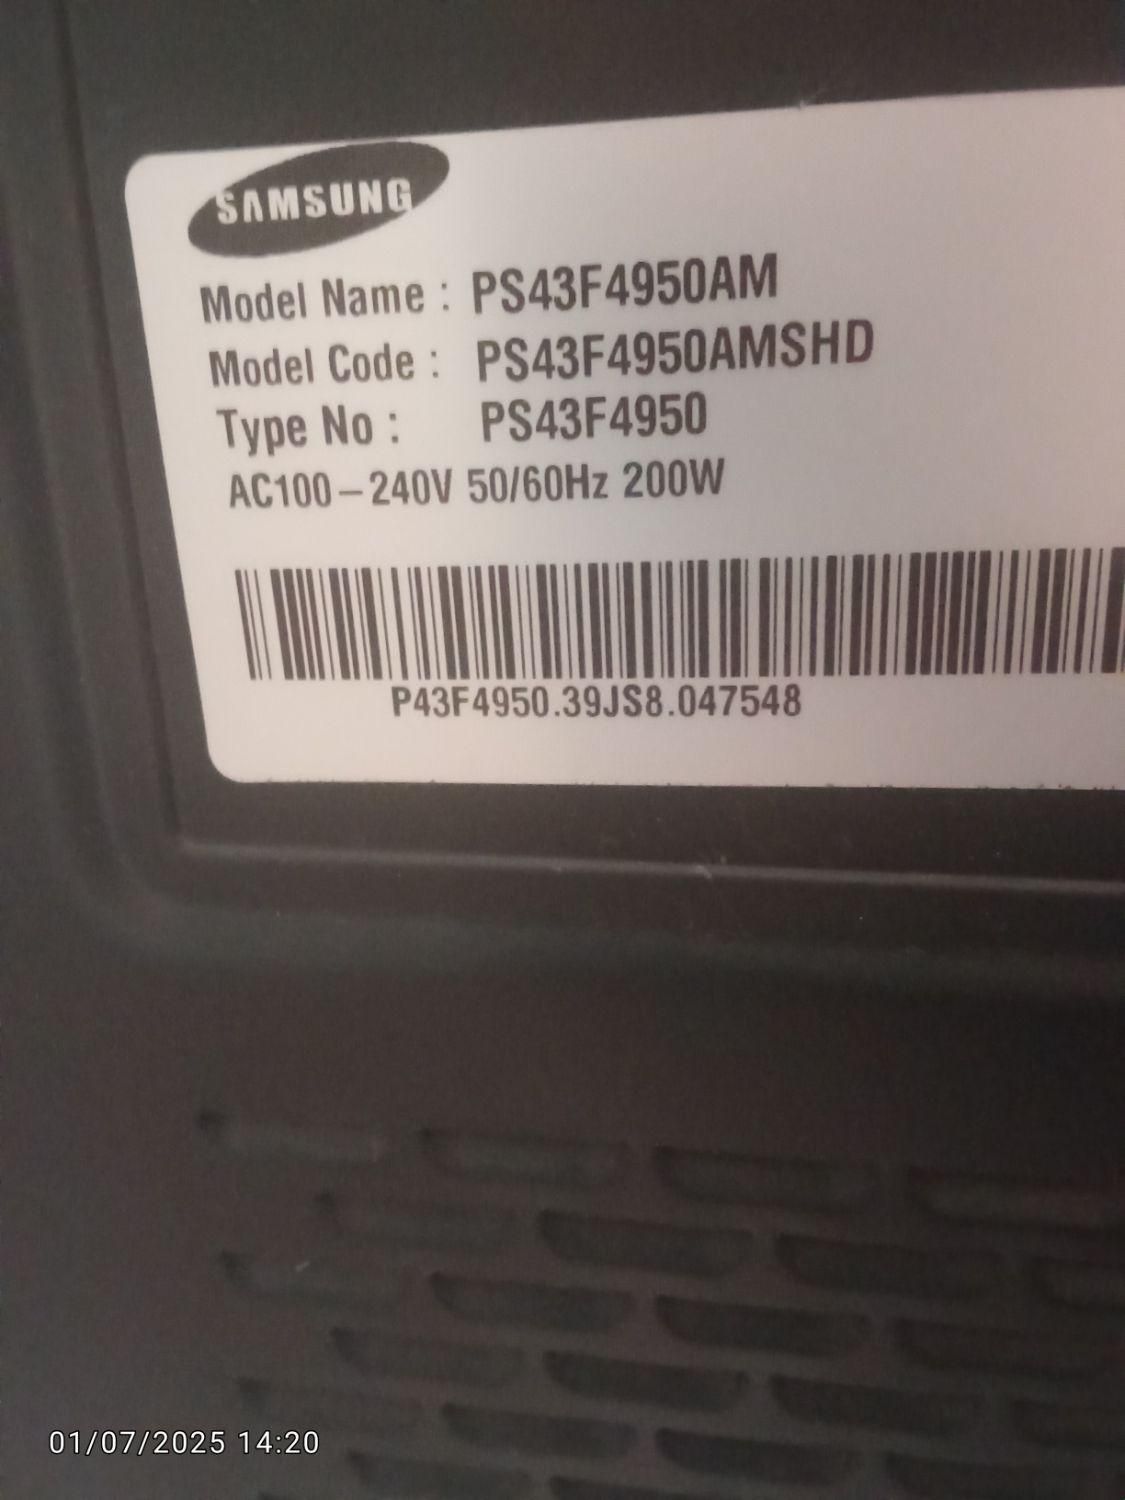 SAMSUNG
Model Name : PS43F4950AM
Model Code : PS43F4950AMSHD
Type No : PS43F4950
AC100–240V 50/60Hz 200W
P43F4950.39JS8.047548
01/07/2025 14:20